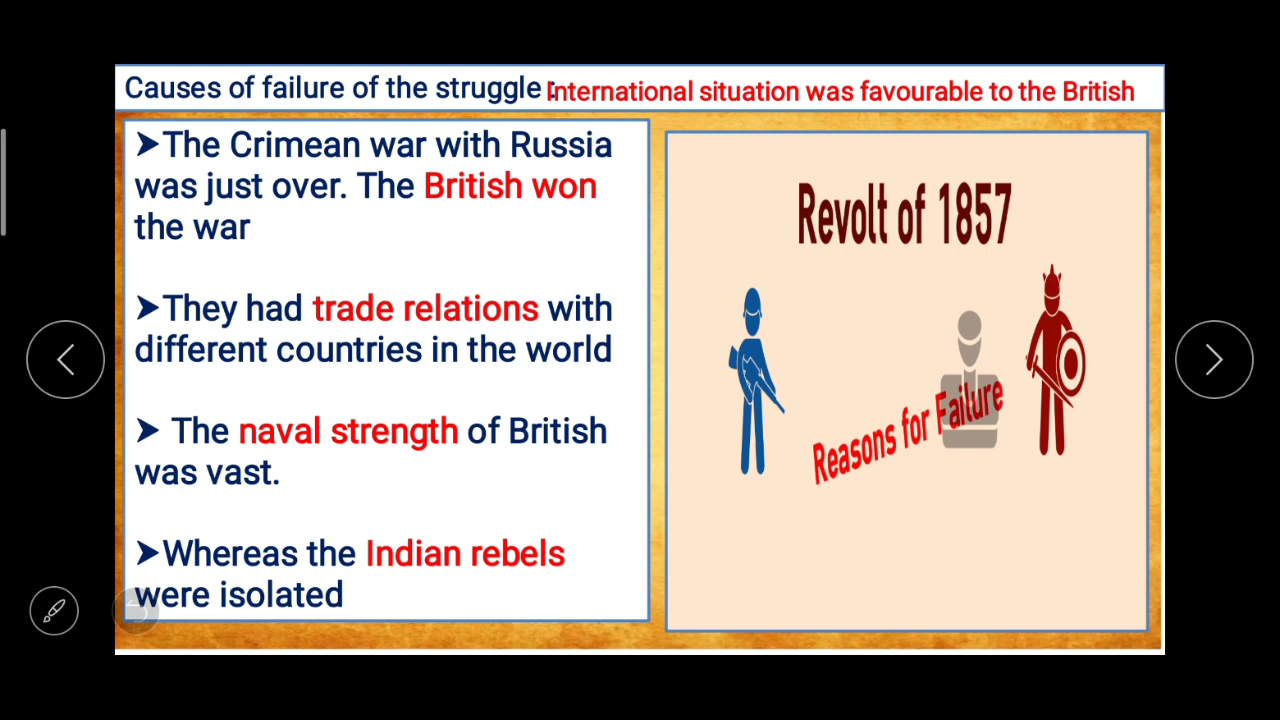 Causes of failure of the struggle : International situation was favourable to the British
➤The Crimean war with Russia
was just over. The British won
the war
➤They had trade relations with
different countries in the world
➤ The naval strength of British
was vast.
➤Whereas the Indian rebels
were isolated
Revolt of 1857
Reasons for Failure